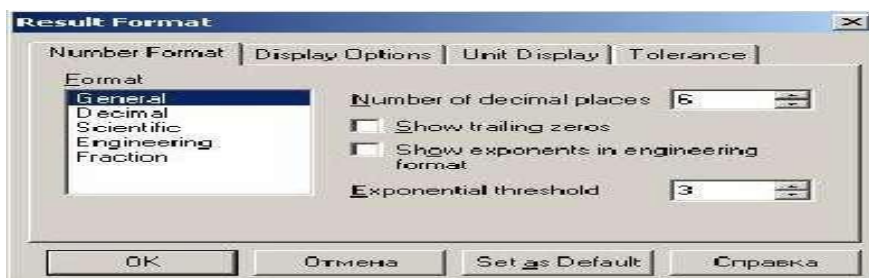 Result Format
Number Format Display Options Unit Display Tolerance
Format
General
Decimal
Scientific
Engineering
Fraction
Number of decimal places 6
Show trailing zeros
Show exponents in engineering
format
Exponential threshold 3
OK Отмена Set as Default Справка